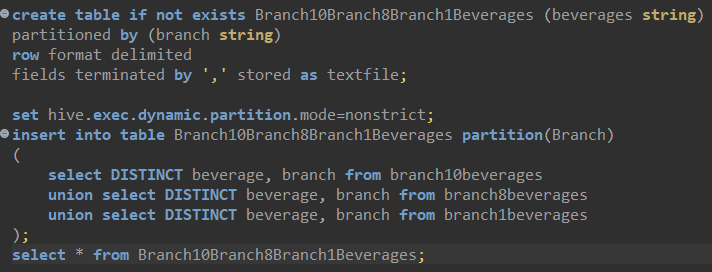 create table if not exists Branch10Branch8Branch1Beverages (beverages string)
partitioned by (branch string)
row format delimited
fields terminated by ',' stored as textfile;
set hive.exec.dynamic.partition.mode=nonstrict;
insert into table Branch10Branch8Branch1Beverages partition(Branch)
(
select DISTINCT beverage, branch from branch10beverages
union select DISTINCT beverage, branch from branch8beverages
union select DISTINCT beverage, branch from branch1beverages
);
select * from Branch10Branch8Branch1Beverages;